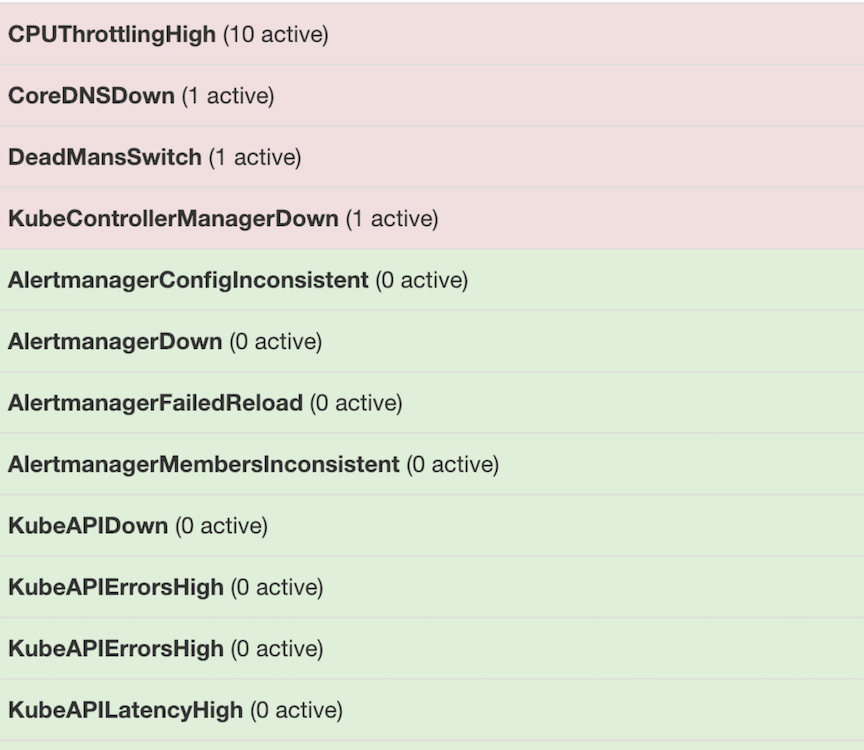 CPUThrottlingHigh (10 active)
CoreDNSDown (1 active)
DeadMansSwitch (1 active)
KubeControllerManagerDown (1 active)
AlertmanagerConfigInconsistent (0 active)
AlertmanagerDown (0 active)
AlertmanagerFailedReload (0 active)
AlertmanagerMembersInconsistent (0 active)
KubeAPIDown (0 active)
KubeAPIErrorsHigh (0 active)
KubeAPIErrorsHigh (0 active)
KubeAPILatencyHigh (0 active)